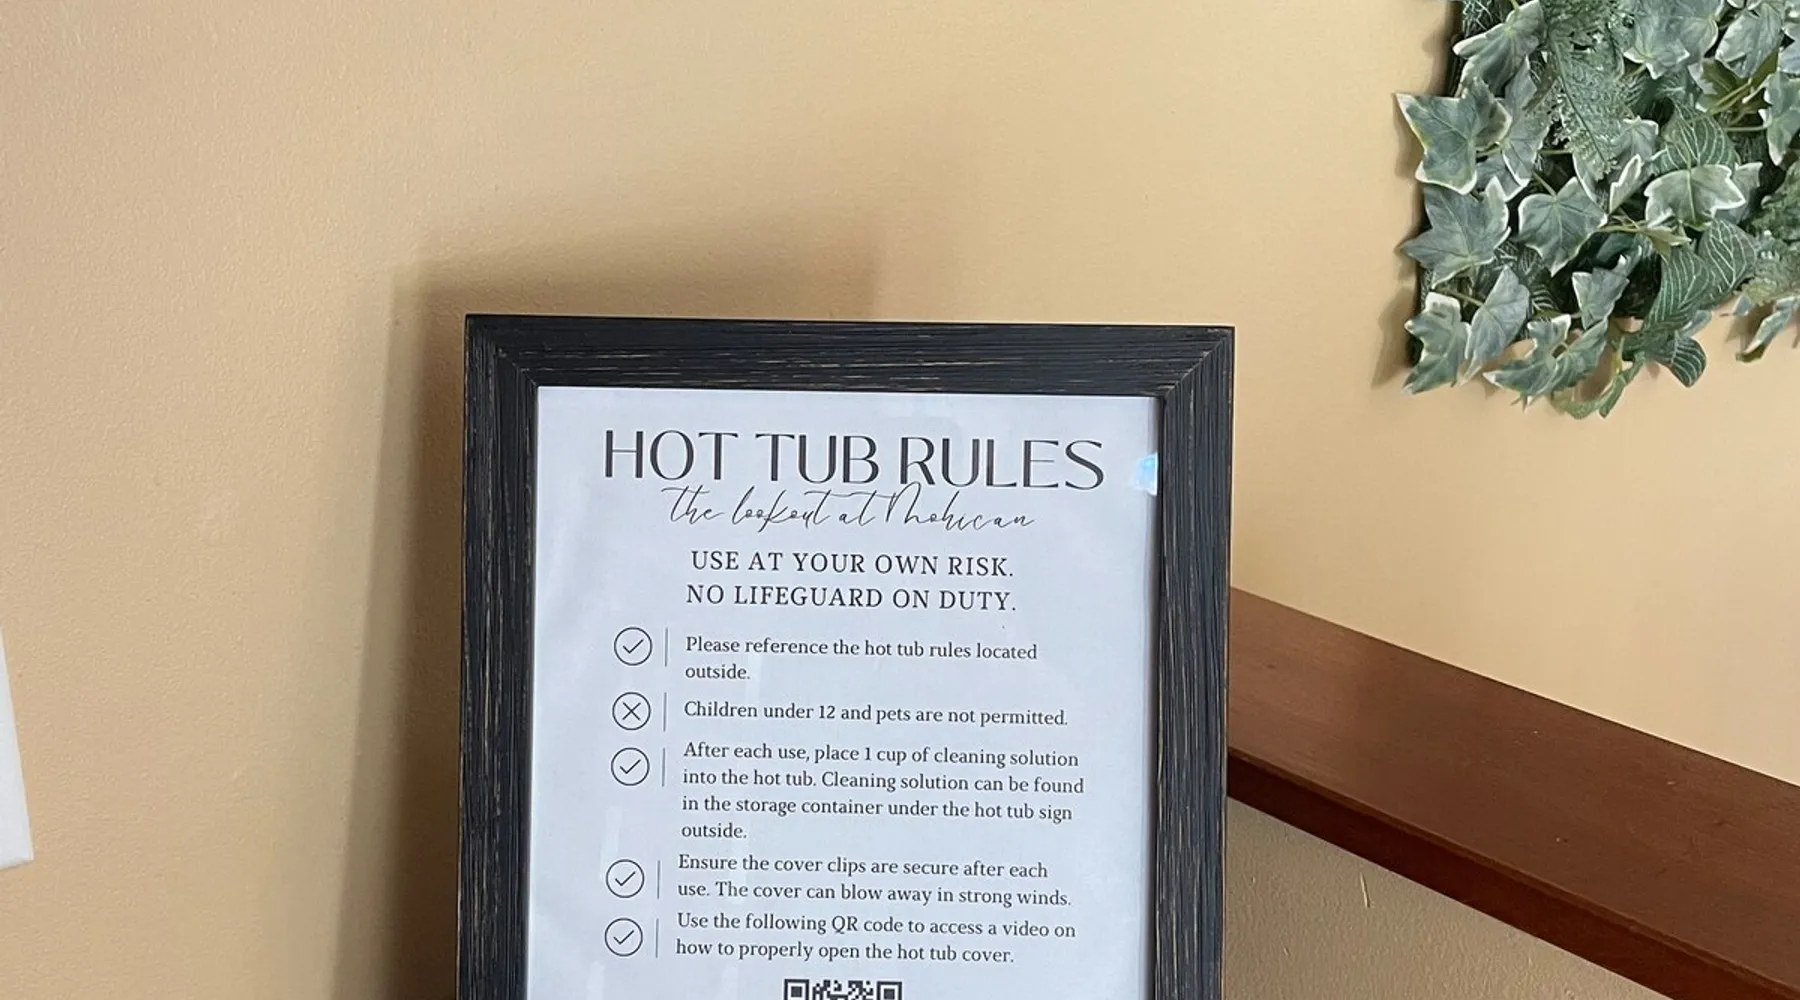 HOT TUB RULES
the lookout at Mohican
USE AT YOUR OWN RISK.
NO LIFEGUARD ON DUTY.
Please reference the hot tub rules located
outside.
Children under 12 and pets are not permitted.
After each use, place 1 cup of cleaning solution
into the hot tub. Cleaning solution can be found
in the storage container under the hot tub sign
outside.
Ensure the cover clips are secure after each
use. The cover can blow away in strong winds.
Use the following QR code to access a video on
how to properly open the hot tub cover.